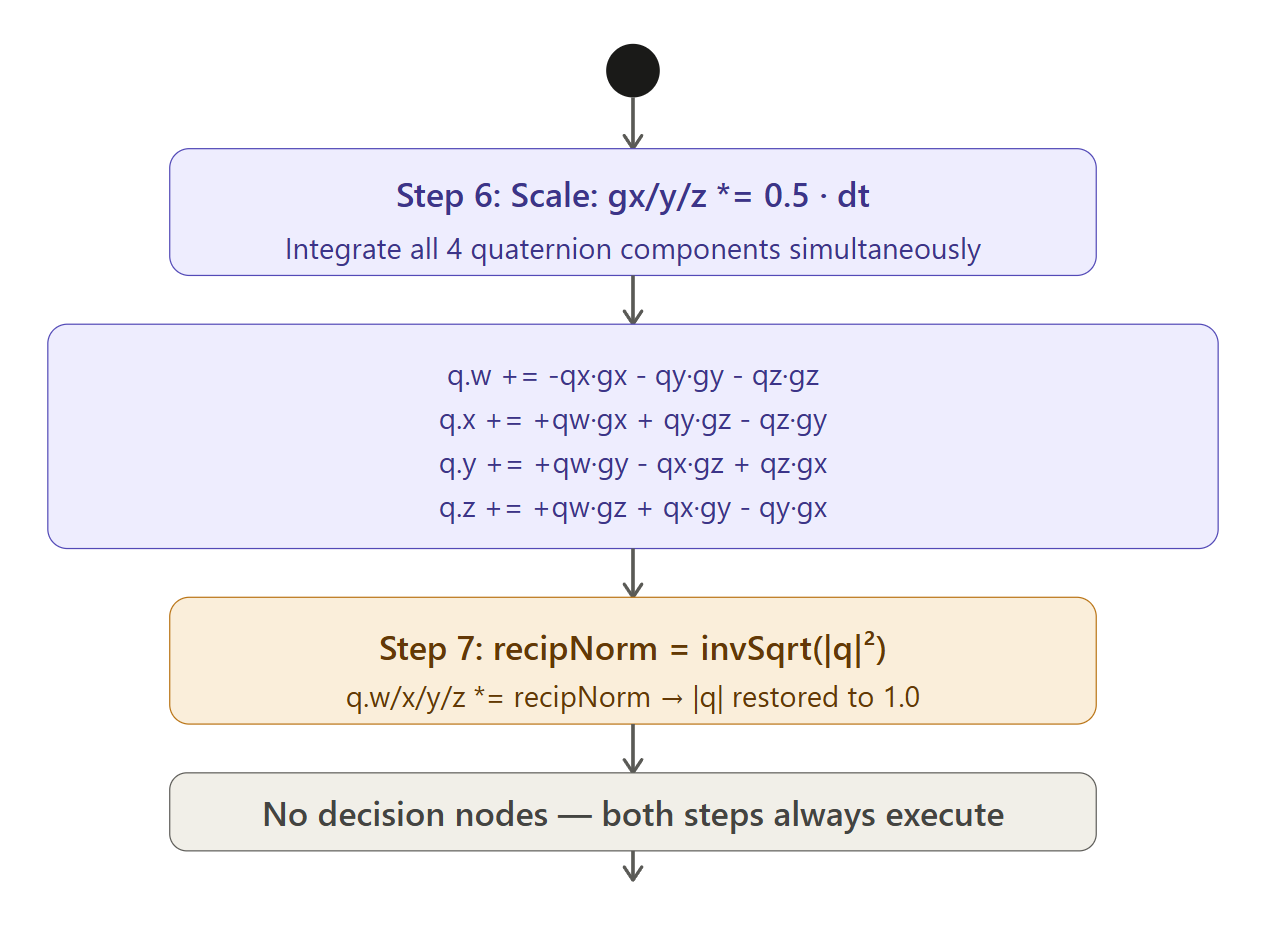 Step 6: Scale: gx/y/z *= 0.5 · dt
Integrate all 4 quaternion components simultaneously
q.w += -qx·gx - qy·gy - qz·gz
q.x += +qw·gx + qy·gz - qz·gy
q.y += +qw·gy - qx·gz + qz·gx
q.z += +qw·gz + qx·gy - qy·gx
Step 7: recipNorm = invSqrt(|q|²)
q.w/x/y/z *= recipNorm → |q| restored to 1.0
No decision nodes — both steps always execute